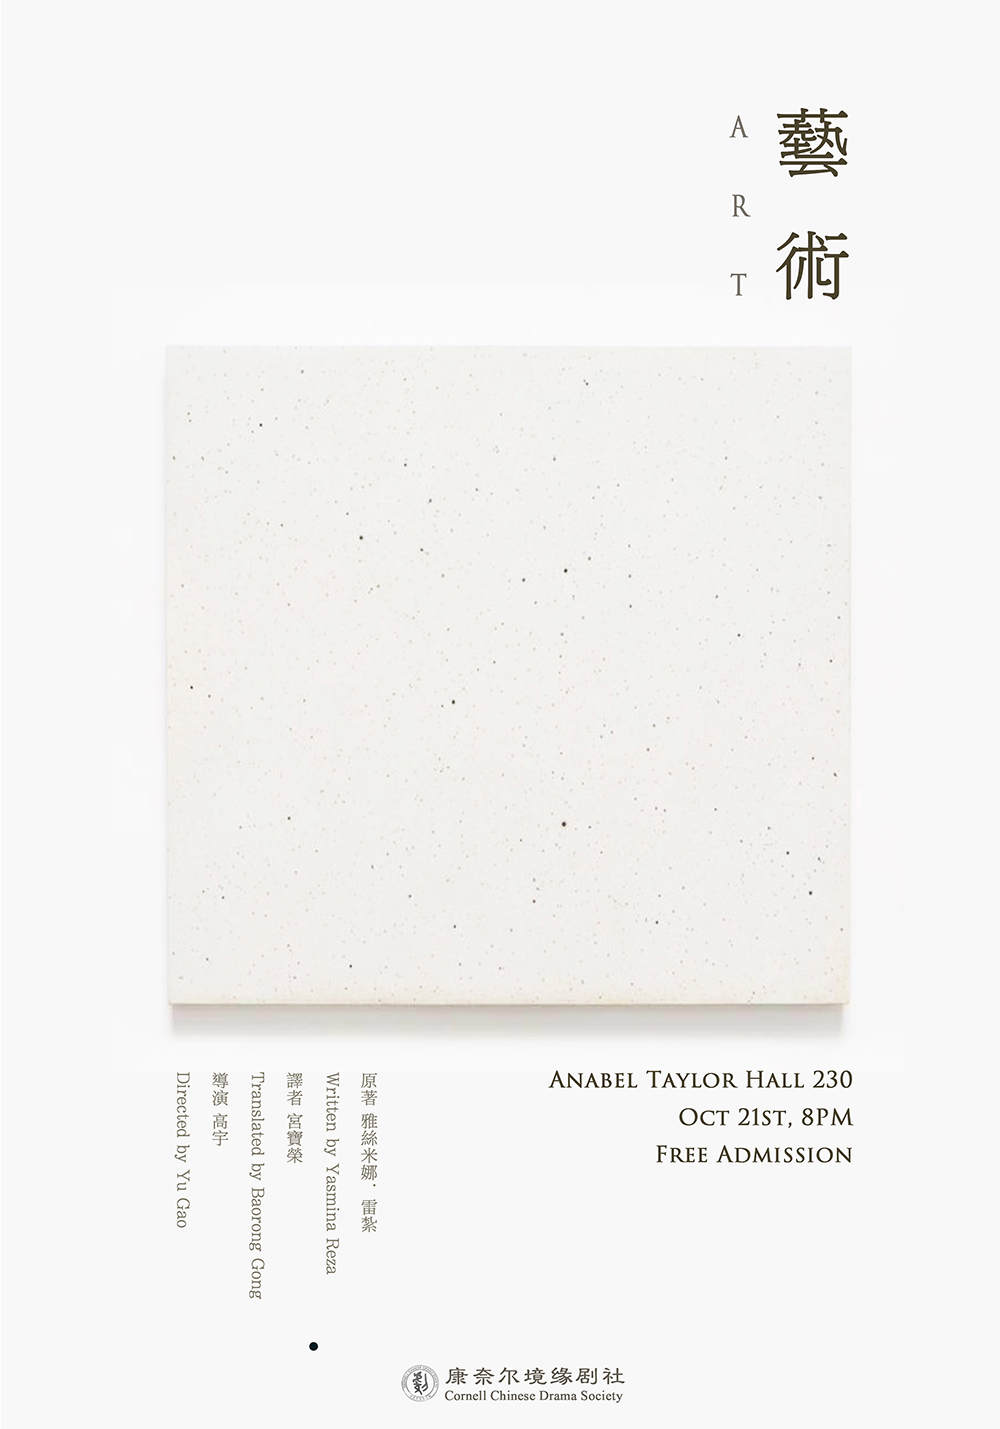 藝術
ART
原著 雅絲米娜．雷紮
Written by Yasmina Reza
譯者 宮寶榮
Translated by Baorong Gong
導演 高宇
Directed by Yu Gao
ANABEL TAYLOR HALL 230
OCT 21ST, 8PM
FREE ADMISSION
康奈尔境缘剧社
Cornell Chinese Drama Society